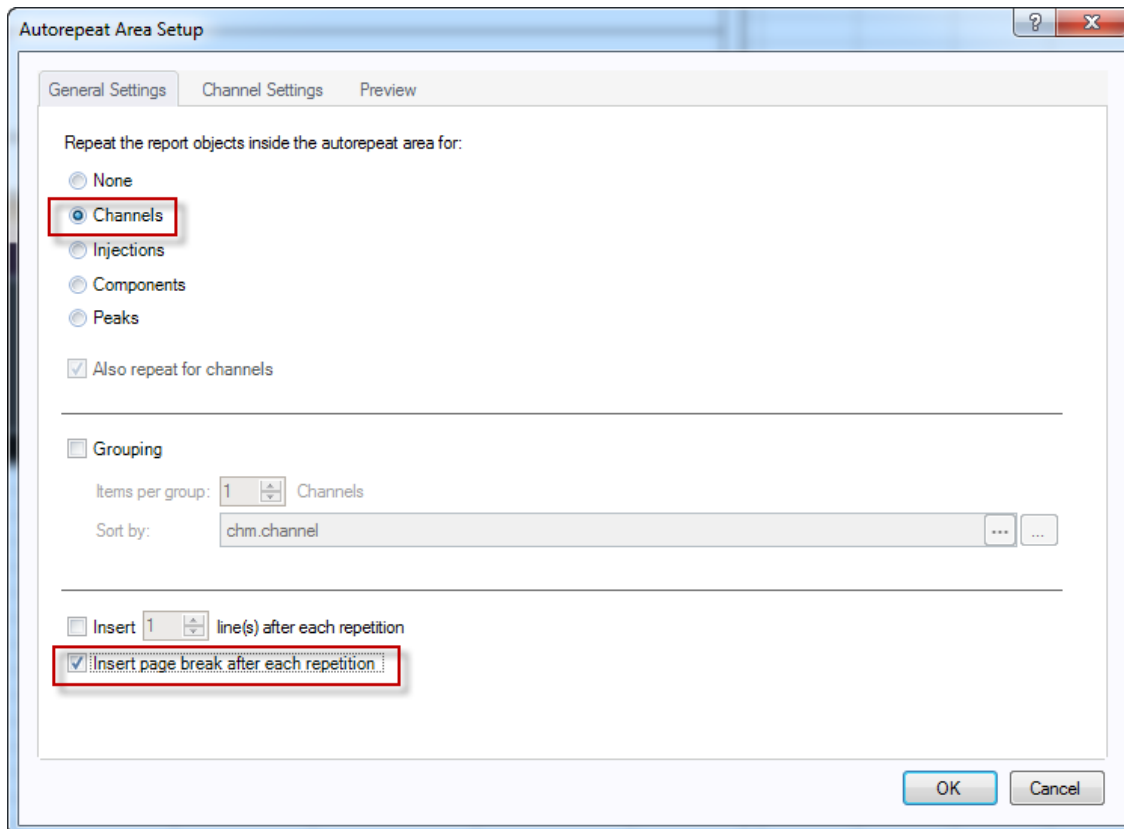 Autorepeat Area Setup
?
General Settings Channel Settings Preview
Repeat the report objects inside the autorepeat area for:
None
Channels
Injections
Components
Peaks
Also repeat for channels
Grouping
Items per group: 1 Channels
Sort by: chm.channel ... ...
Insert 1 line(s) after each repetition
Insert page break after each repetition
OK Cancel